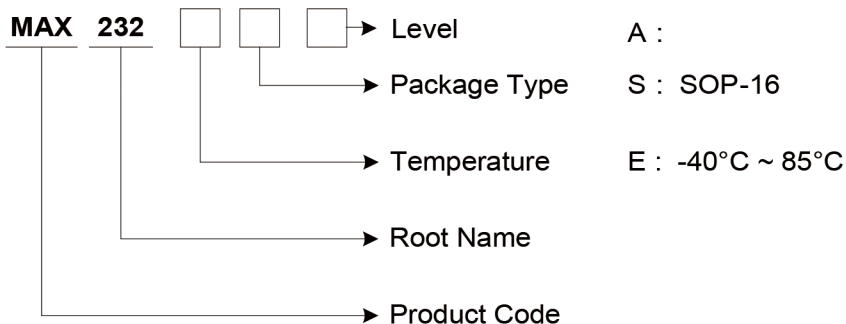 MAX 232 Level A :
Package Type S : SOP-16
Temperature E : -40°C ~ 85°C
Root Name
Product Code